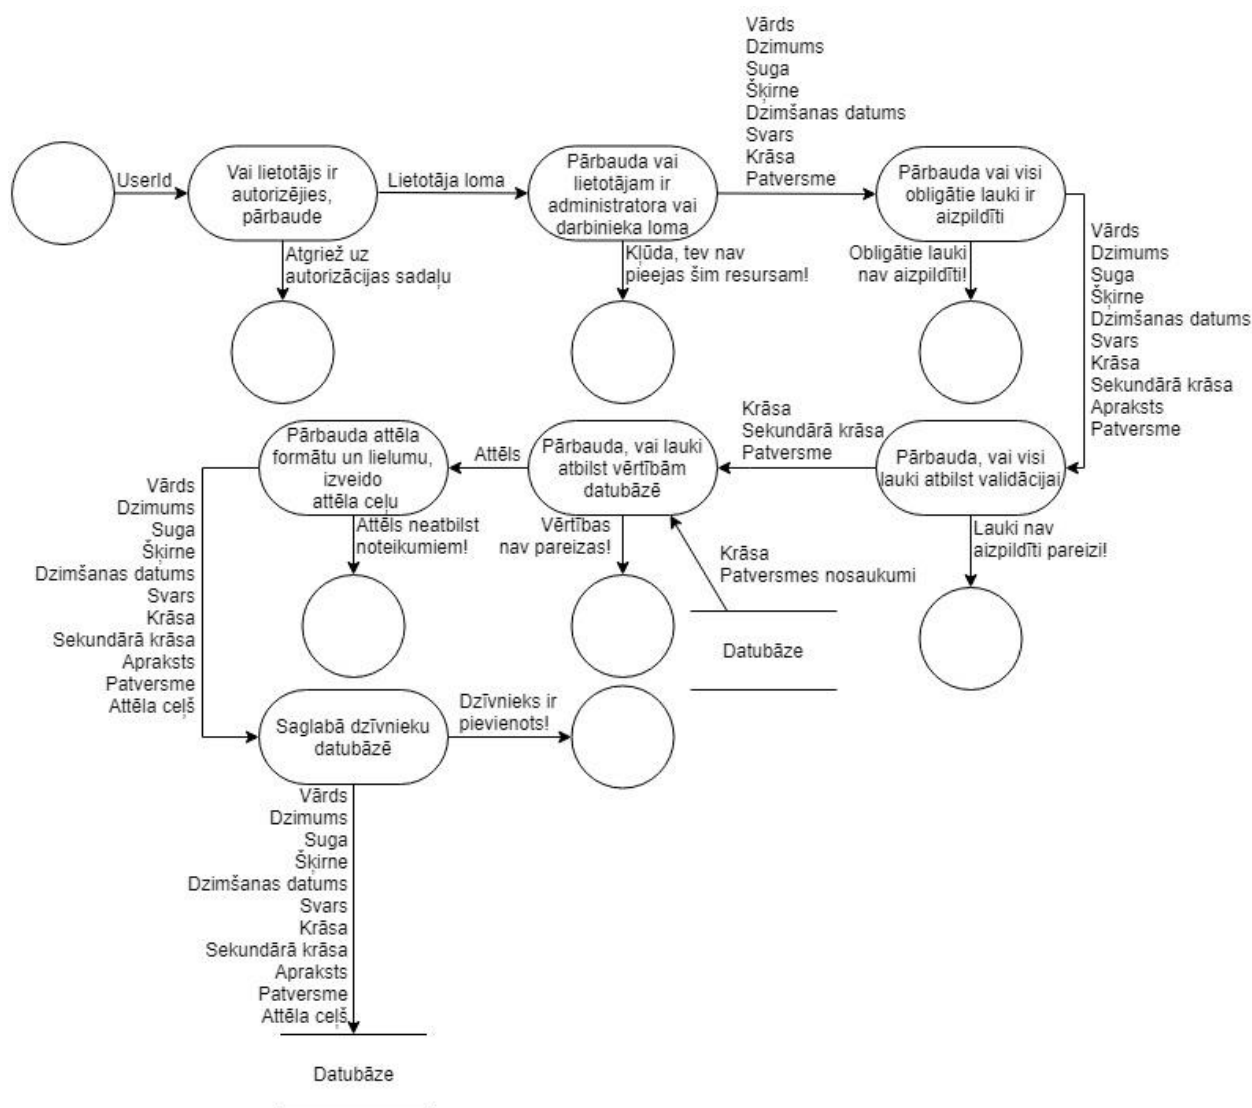 Vārds
Dzimums
Suga
Šķirne
Dzimšanas datums
Svars
Krāsa
Patversme
UserId
Vai lietotājs ir
autorizējies,
pārbaude
Lietotāja loma
Pārbauda vai
lietotājam ir
administratora vai
darbinieka loma
Pārbauda vai visi
obligātie lauki ir
aizpildīti
Atgriež uz
autorizācijas sadaļu
Kļūda, tev nav
pieejas šim resursam!
Obligātie lauki
nav aizpildīti!
Vārds
Dzimums
Suga
Šķirne
Dzimšanas datums
Svars
Krāsa
Sekundārā krāsa
Apraksts
Patversme
Krāsa
Sekundārā krāsa
Patversme
Pārbauda, vai visi
lauki atbilst validācijai
Pārbauda, vai lauki
atbilst vērtībām
datubāzē
Attēls
Pārbauda attēla
formātu un lielumu,
izveido
attēla ceļu
Lauki nav
aizpildīti pareizi!
Vērtības
nav pareizas!
Attēls neatbilst
noteikumiem!
Krāsa
Patversmes nosaukumi
Datubāze
Vārds
Dzimums
Suga
Šķirne
Dzimšanas datums
Svars
Krāsa
Sekundārā krāsa
Apraksts
Patversme
Attēla ceļš
Saglabā dzīvnieku
datubāzē
Dzīvnieks ir
pievienots!
Vārds
Dzimums
Suga
Šķirne
Dzimšanas datums
Svars
Krāsa
Sekundārā krāsa
Apraksts
Patversme
Attēla ceļš
Datubāze